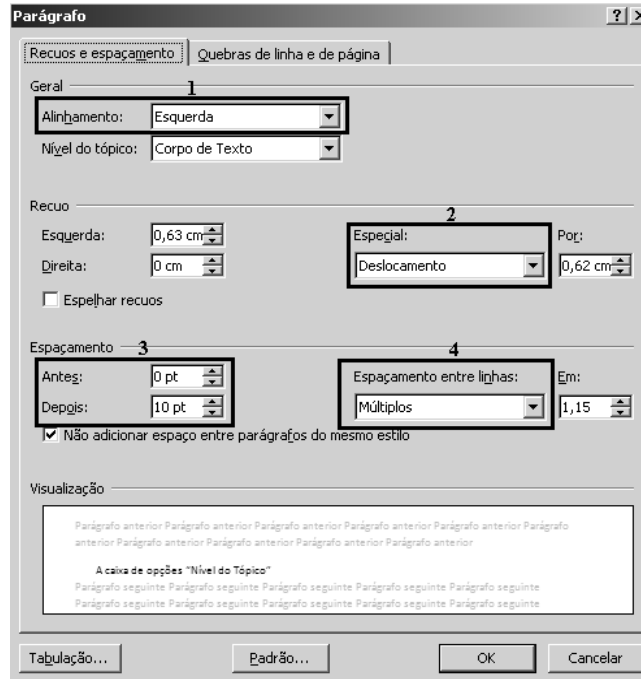 Parágrafo
Recuos e espaçamento Quebras de linha e de página
Geral
1
Alinhamento: Esquerda
Nível do tópico: Corpo de Texto
Recuo
2
Esquerda: 0,63 cm Especial: Por:
Direita: 0 cm Deslocamento 0,62 cm
Espelhar recuos
Espaçamento 3 4
Antes: 0 pt Espaçamento entre linhas: Em:
Depois: 10 pt Múltiplos 1,15
Não adicionar espaço entre parágrafos do mesmo estilo
Visualização
Parágrafo anterior Parágrafo anterior Parágrafo anterior Parágrafo anterior Parágrafo anterior Parágrafo
anterior Parágrafo anterior Parágrafo anterior Parágrafo anterior Parágrafo anterior
A caixa de opções "Nível do Tópico"
Parágrafo seguinte Parágrafo seguinte Parágrafo seguinte Parágrafo seguinte Parágrafo seguinte
Parágrafo seguinte Parágrafo seguinte Parágrafo seguinte Parágrafo seguinte Parágrafo seguinte
Tabulação... Padrão... OK Cancelar